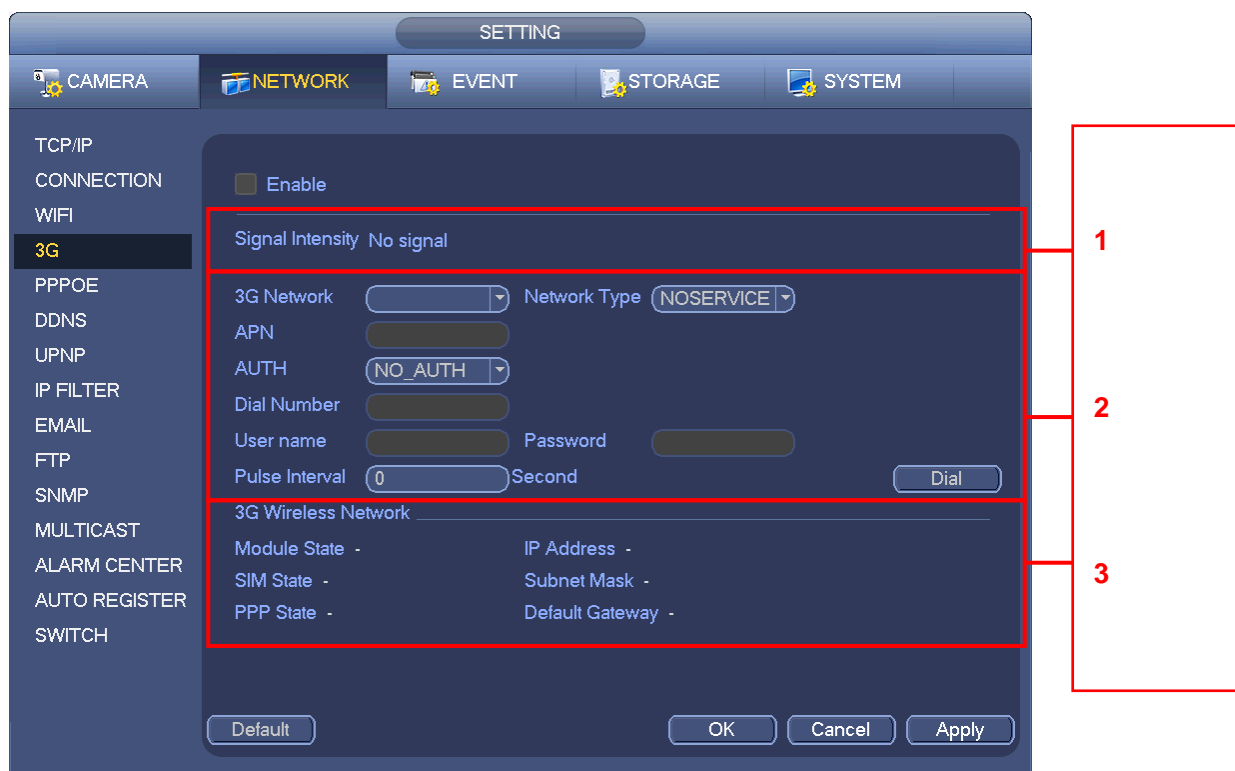 SETTING
CAMERA NETWORK EVENT STORAGE SYSTEM
TCP/IP
CONNECTION
WIFI
3G
PPPOE
DDNS
UPNP
IP FILTER
EMAIL
FTP
SNMP
MULTICAST
ALARM CENTER
AUTO REGISTER
SWITCH
Enable
Signal Intensity No signal
3G Network Network Type NOSERVICE
APN
AUTH NO_AUTH
Dial Number
User name Password
Pulse Interval 0 Second Dial
3G Wireless Network
Module State - IP Address -
SIM State - Subnet Mask -
PPP State - Default Gateway -
Default OK Cancel Apply
1
2
3